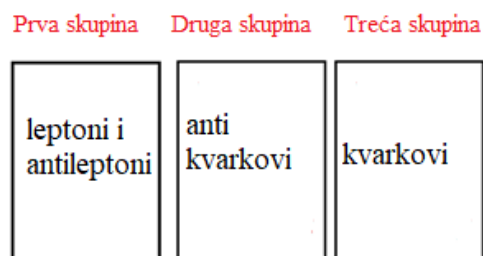 Prva skupina
Druga skupina
Treća skupina
leptoni i
antileptoni
anti
kvarkovi
kvarkovi